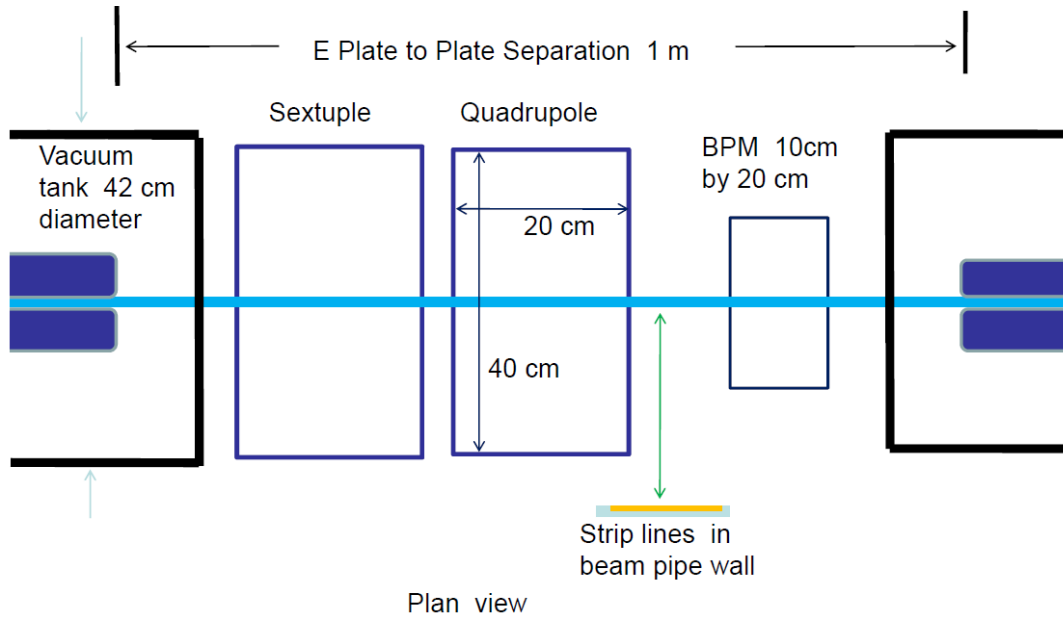 E Plate to Plate Separation 1 m
Sextuple
Quadrupole
Vacuum
tank 42 cm
diameter
BPM 10cm
by 20 cm
20 cm
40 cm
Strip lines in
beam pipe wall
Plan view